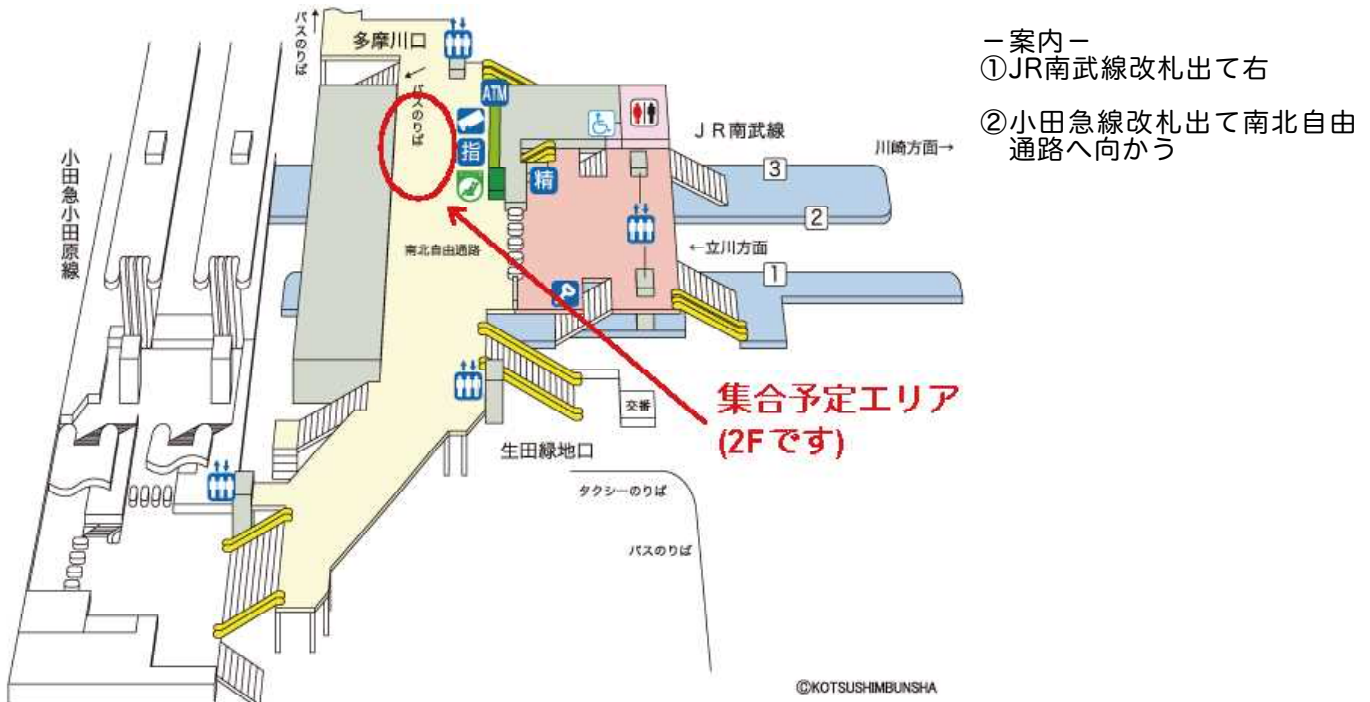 バスのりば
多摩川口
バスのりば
ATM
指
精
JR南武線
川崎方面→
3
2
←立川方面
1
小田急小田原線
南北自由通路
集合予定エリア
(2Fです)
交番
生田緑地口
タクシーのりば
バスのりば
©KOTSUSHIMBUNSHA
－案内－
①JR南武線改札出て右
②小田急線改札出て南北自由
通路へ向かう